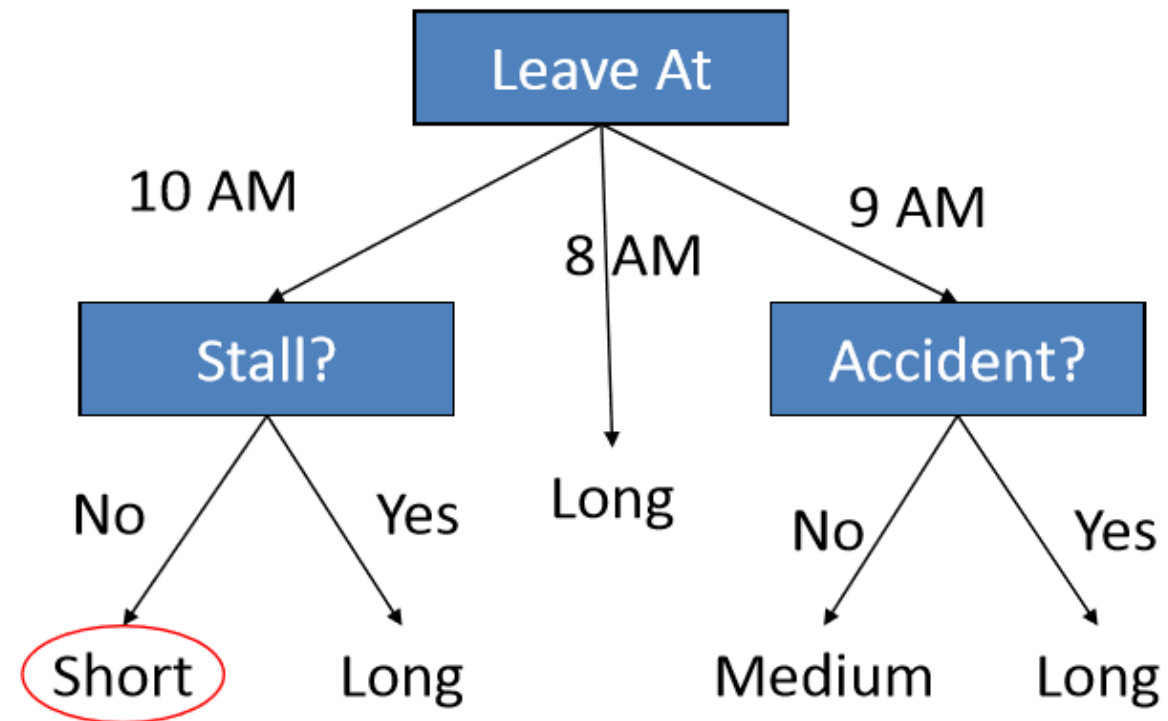 Leave At
10 AM
8 AM
9 AM
Stall?
Accident?
No
Yes
Long
No
Yes
Short
Long
Medium
Long